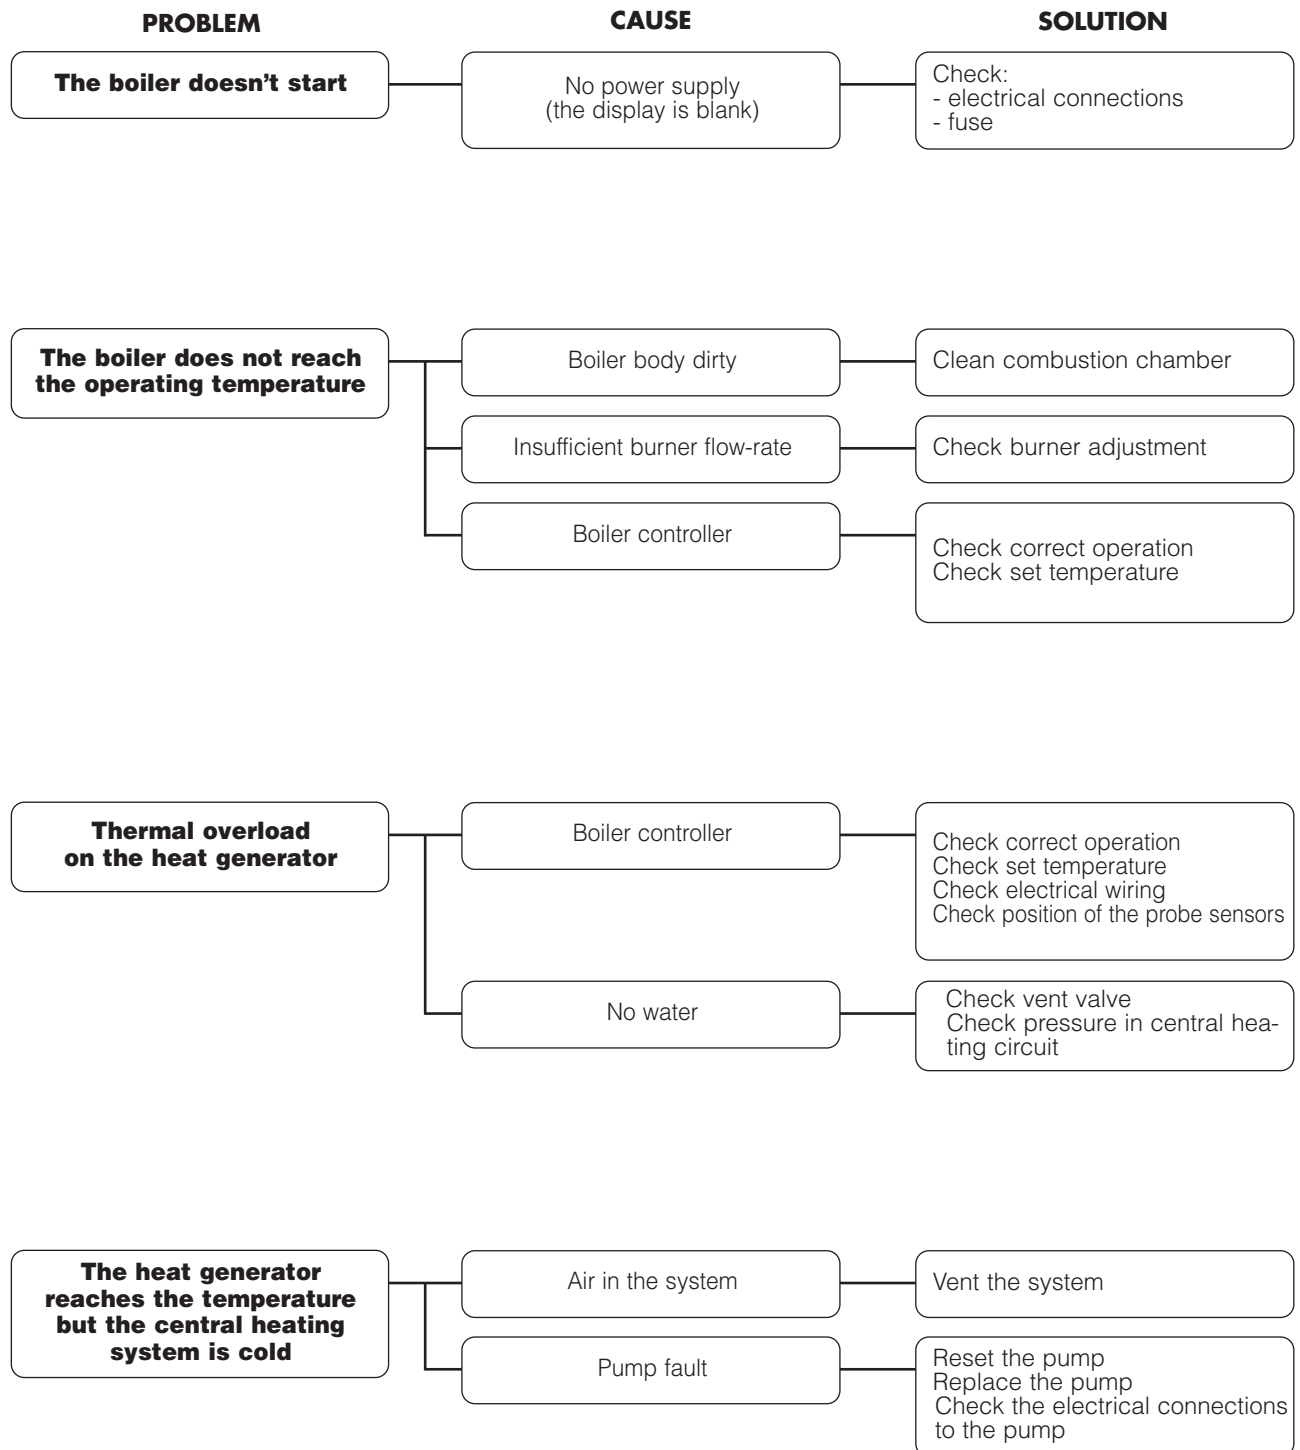 PROBLEM CAUSE SOLUTION
The boiler doesn't start
No power supply
(the display is blank)
Check:
- electrical connections
- fuse
The boiler does not reach
the operating temperature
Boiler body dirty
Clean combustion chamber
Insufficient burner flow-rate
Check burner adjustment
Boiler controller
Check correct operation
Check set temperature
Thermal overload
on the heat generator
Boiler controller
Check correct operation
Check set temperature
Check electrical wiring
Check position of the probe sensors
No water
Check vent valve
Check pressure in central hea-
ting circuit
The heat generator
reaches the temperature
but the central heating
system is cold
Air in the system
Vent the system
Pump fault
Reset the pump
Replace the pump
Check the electrical connections
to the pump